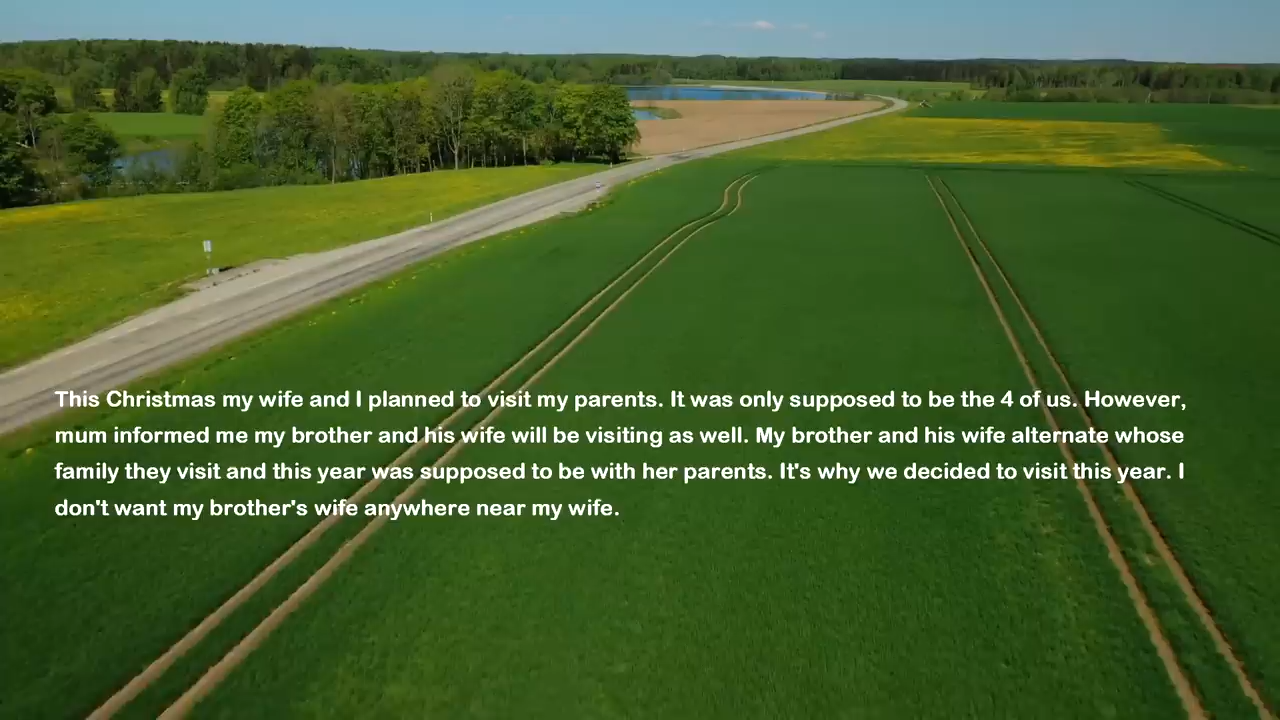 This Christmas my wife and I planned to visit my parents. It was only supposed to be the 4 of us. However,
mum informed me my brother and his wife will be visiting as well. My brother and his wife alternate whose
family they visit and this year was supposed to be with her parents. It's why we decided to visit this year. I
don't want my brother's wife anywhere near my wife.